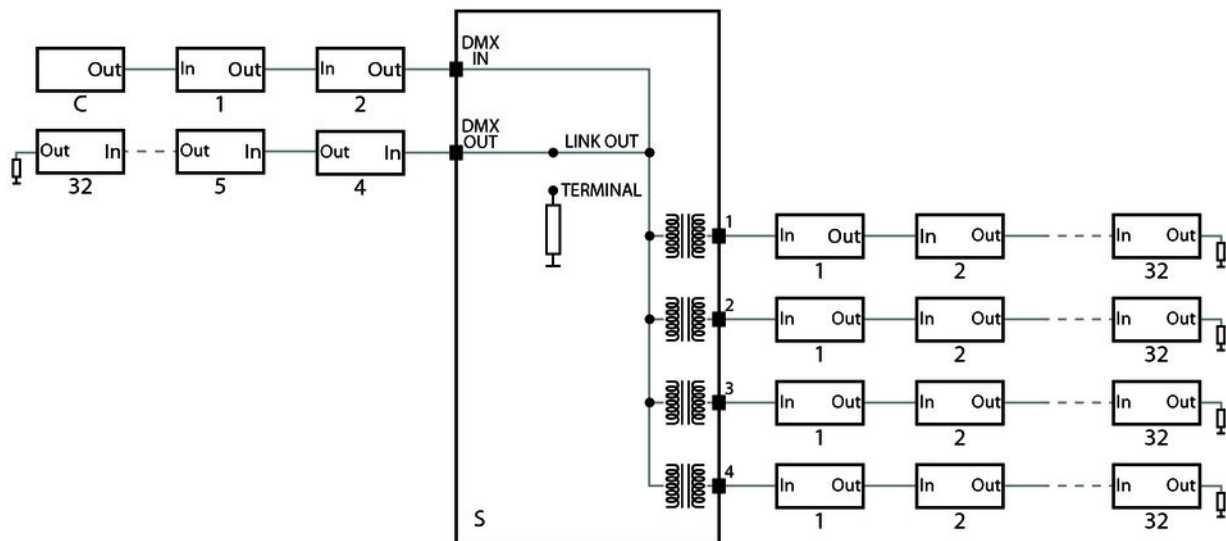 DMX
IN
Out In Out In Out
C 1 2
DMX
OUT LINK OUT
Out In Out In Out In
32 5 4
TERMINAL
1
In Out In Out In Out
1 2 32
2
In Out In Out In Out
1 2 32
3
In Out In Out In Out
1 2 32
4
In Out In Out In Out
1 2 32
S